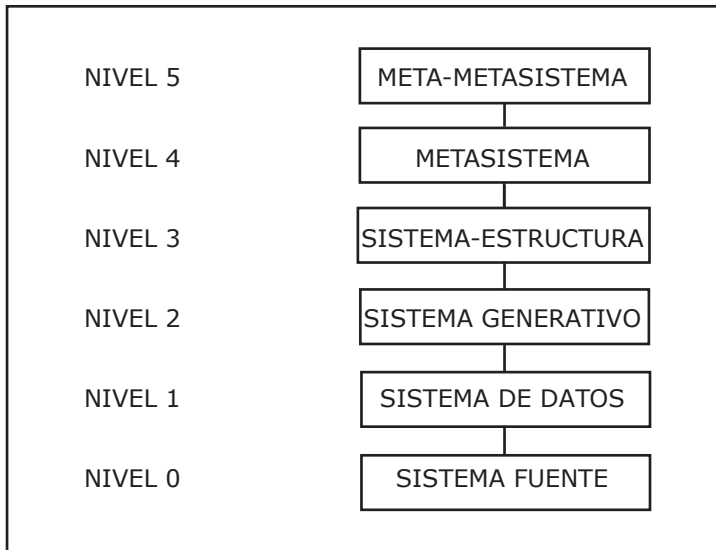 NIVEL 5 META-METASISTEMA
NIVEL 4 METASISTEMA
NIVEL 3 SISTEMA-ESTRUCTURA
NIVEL 2 SISTEMA GENERATIVO
NIVEL 1 SISTEMA DE DATOS
NIVEL 0 SISTEMA FUENTE